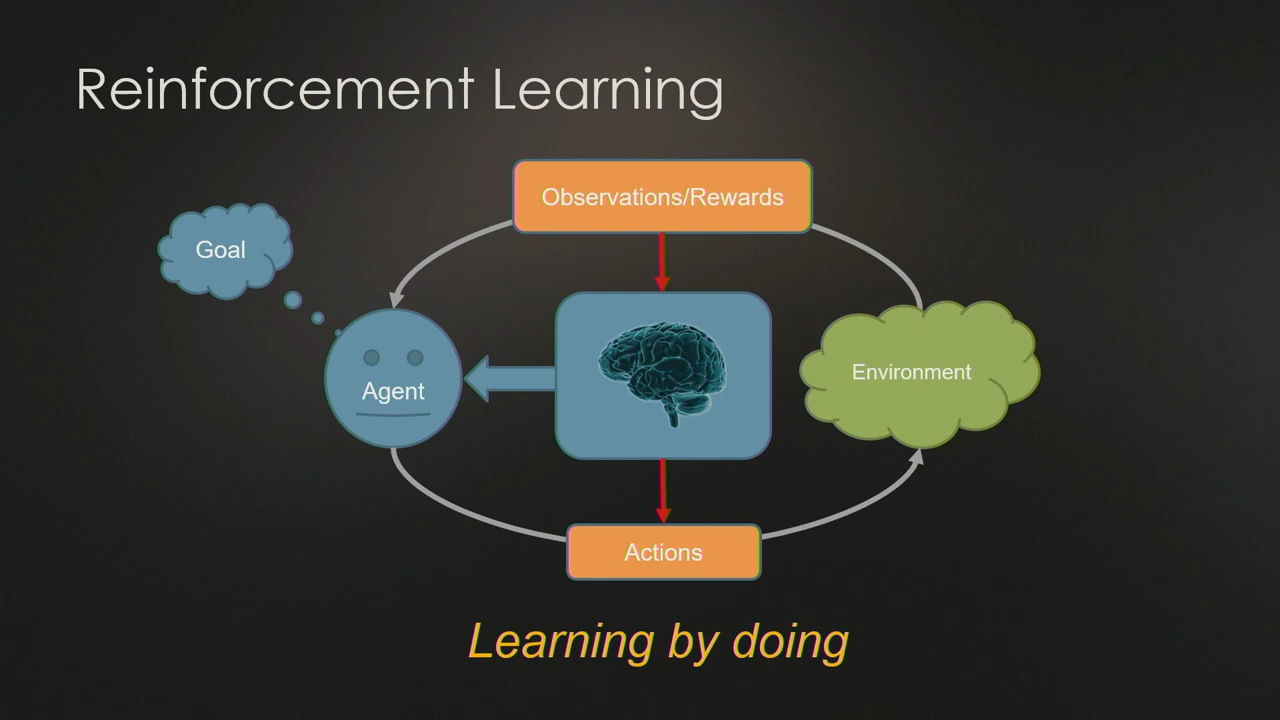 Reinforcement Learning
Observations/Rewards
Goal
Agent
Environment
Actions
Learning by doing